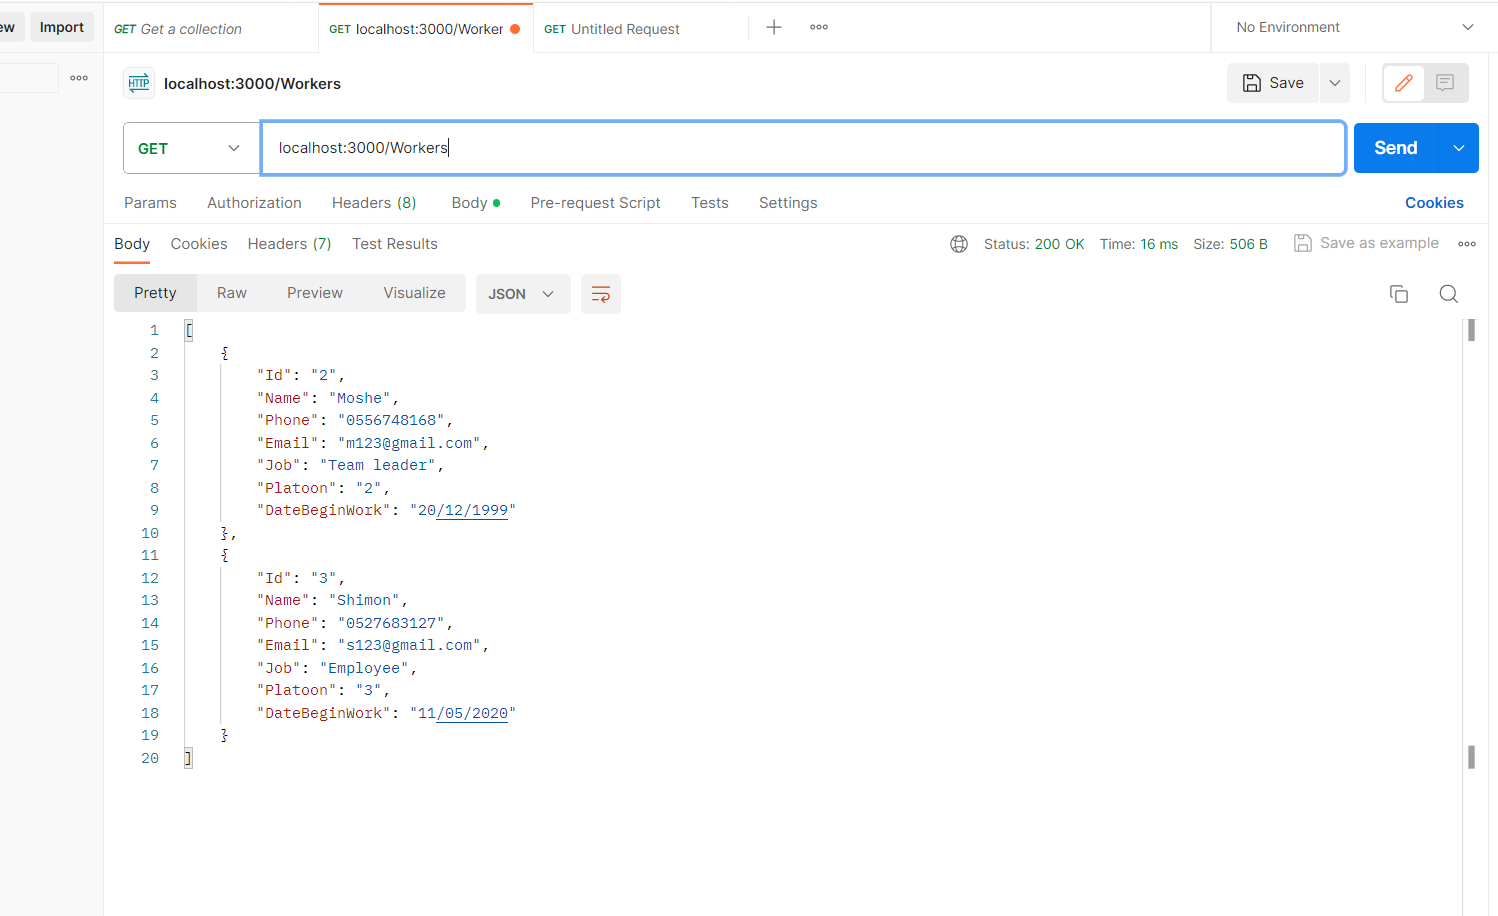 ew Import GET Get a collection GET localhost:3000/Worker GET Untitled Request No Environment
HTTP localhost:3000/Workers Save
GET localhost:3000/Workers Send
Params Authorization Headers (8) Body Pre-request Script Tests Settings Cookies
Body Cookies Headers (7) Test Results Status: 200 OK Time: 16 ms Size: 506 B Save as example
Pretty Raw Preview Visualize JSON
1 [
2 {
3 "Id": "2",
4 "Name": "Moshe",
5 "Phone": "0556748168",
6 "Email": "m123@gmail.com",
7 "Job": "Team leader",
8 "Platoon": "2",
9 "DateBeginWork": "20/12/1999"
10 },
11 {
12 "Id": "3",
13 "Name": "Shimon",
14 "Phone": "0527683127",
15 "Email": "s123@gmail.com",
16 "Job": "Employee",
17 "Platoon": "3",
18 "DateBeginWork": "11/05/2020"
19 }
20 ]